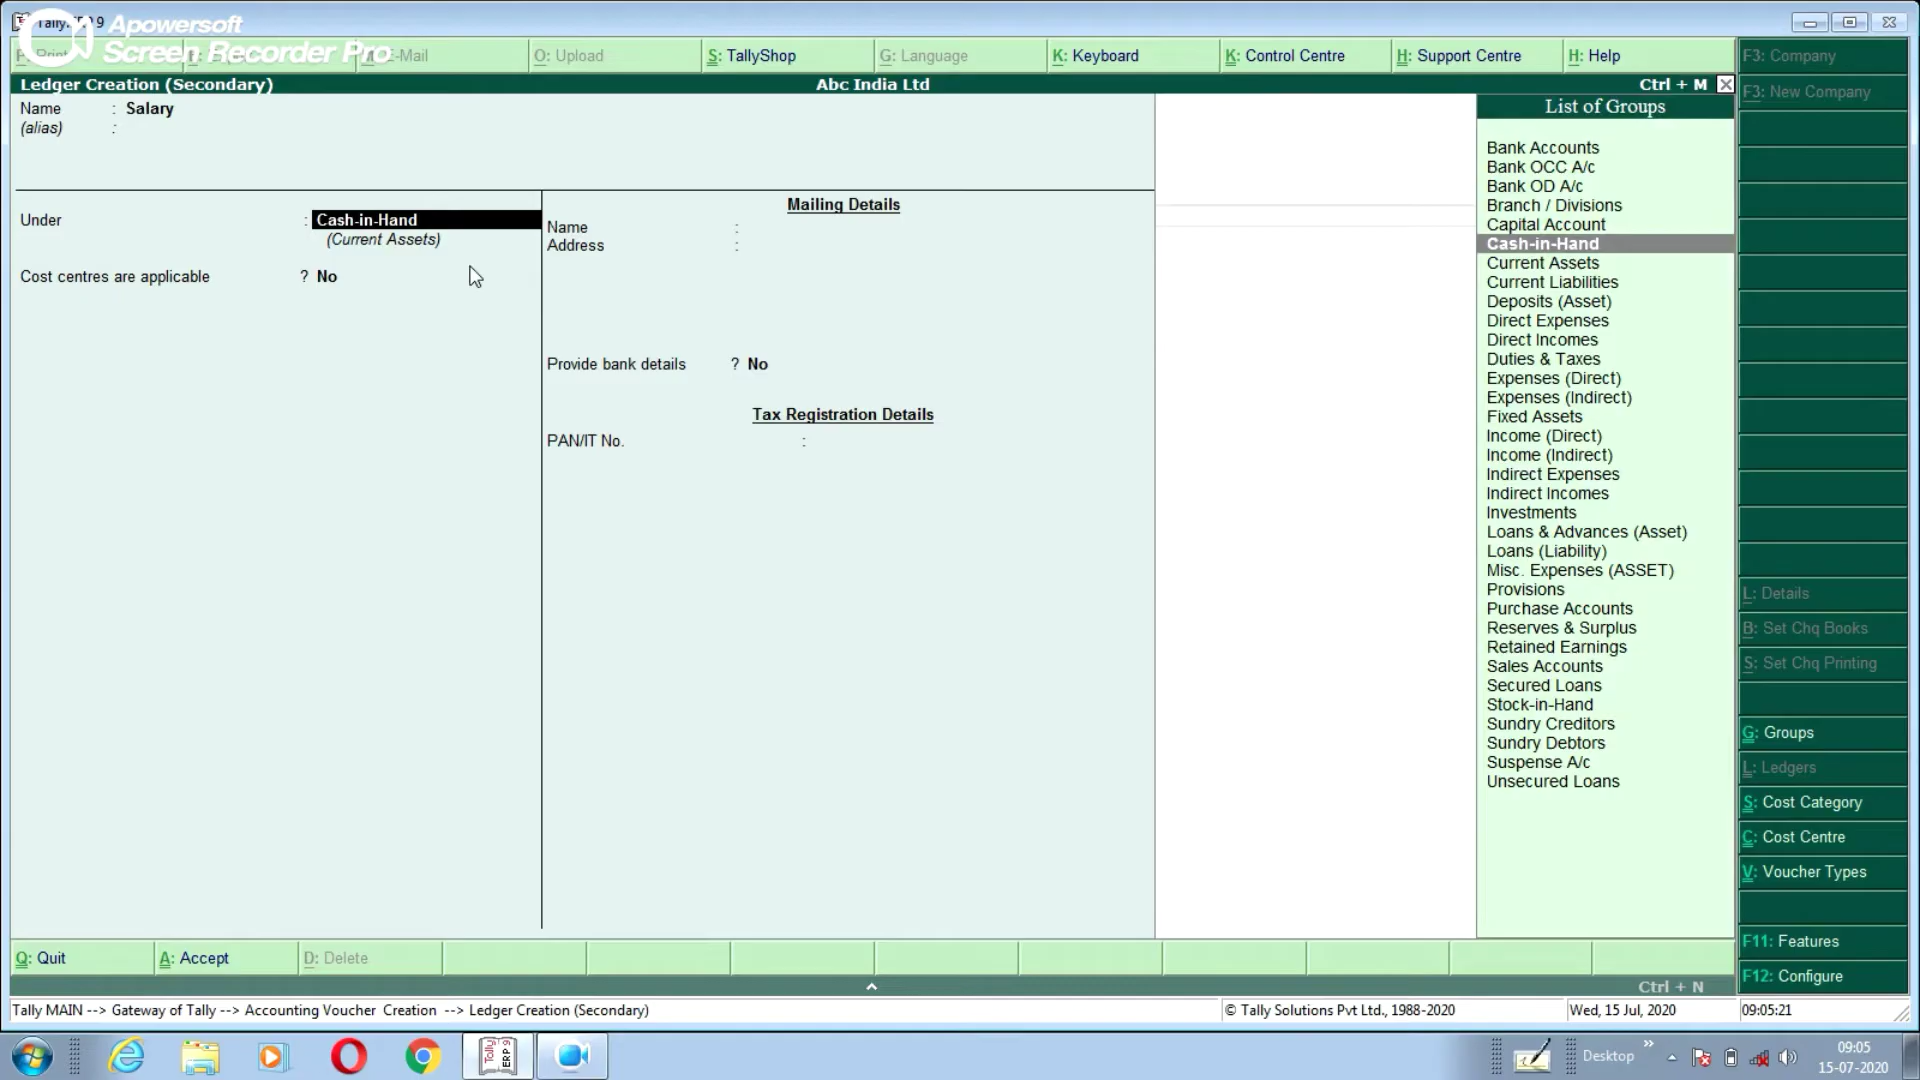 Tally.ERP 9
Apowersoft
Screen Recorder Pro
P: Print
E-Mail
O: Upload
S: TallyShop
G: Language
K: Keyboard
K: Control Centre
H: Support Centre
H: Help
F3: Company
F3: New Company
Ledger Creation (Secondary)
Abc India Ltd
Ctrl + M
Name : Salary
(alias) :
Under : Cash-in-Hand
(Current Assets)
Cost centres are applicable ? No
Mailing Details
Name :
Address :
Provide bank details ? No
Tax Registration Details
PAN/IT No. :
List of Groups
Bank Accounts
Bank OCC A/c
Bank OD A/c
Branch / Divisions
Capital Account
Cash-in-Hand
Current Assets
Current Liabilities
Deposits (Asset)
Direct Expenses
Direct Incomes
Duties & Taxes
Expenses (Direct)
Expenses (Indirect)
Fixed Assets
Income (Direct)
Income (Indirect)
Indirect Expenses
Indirect Incomes
Investments
Loans & Advances (Asset)
Loans (Liability)
Misc. Expenses (ASSET)
Provisions
Purchase Accounts
Reserves & Surplus
Retained Earnings
Sales Accounts
Secured Loans
Stock-in-Hand
Sundry Creditors
Sundry Debtors
Suspense A/c
Unsecured Loans
L: Details
B: Set Chq Books
S: Set Chq Printing
G: Groups
L: Ledgers
S: Cost Category
C: Cost Centre
V: Voucher Types
F11: Features
F12: Configure
Q: Quit
A: Accept
D: Delete
Ctrl + N
Tally MAIN --> Gateway of Tally --> Accounting Voucher Creation --> Ledger Creation (Secondary)
© Tally Solutions Pvt Ltd., 1988-2020
Wed, 15 Jul, 2020
09:05:21
Tally
ERP 9
Desktop
09:05
15-07-2020